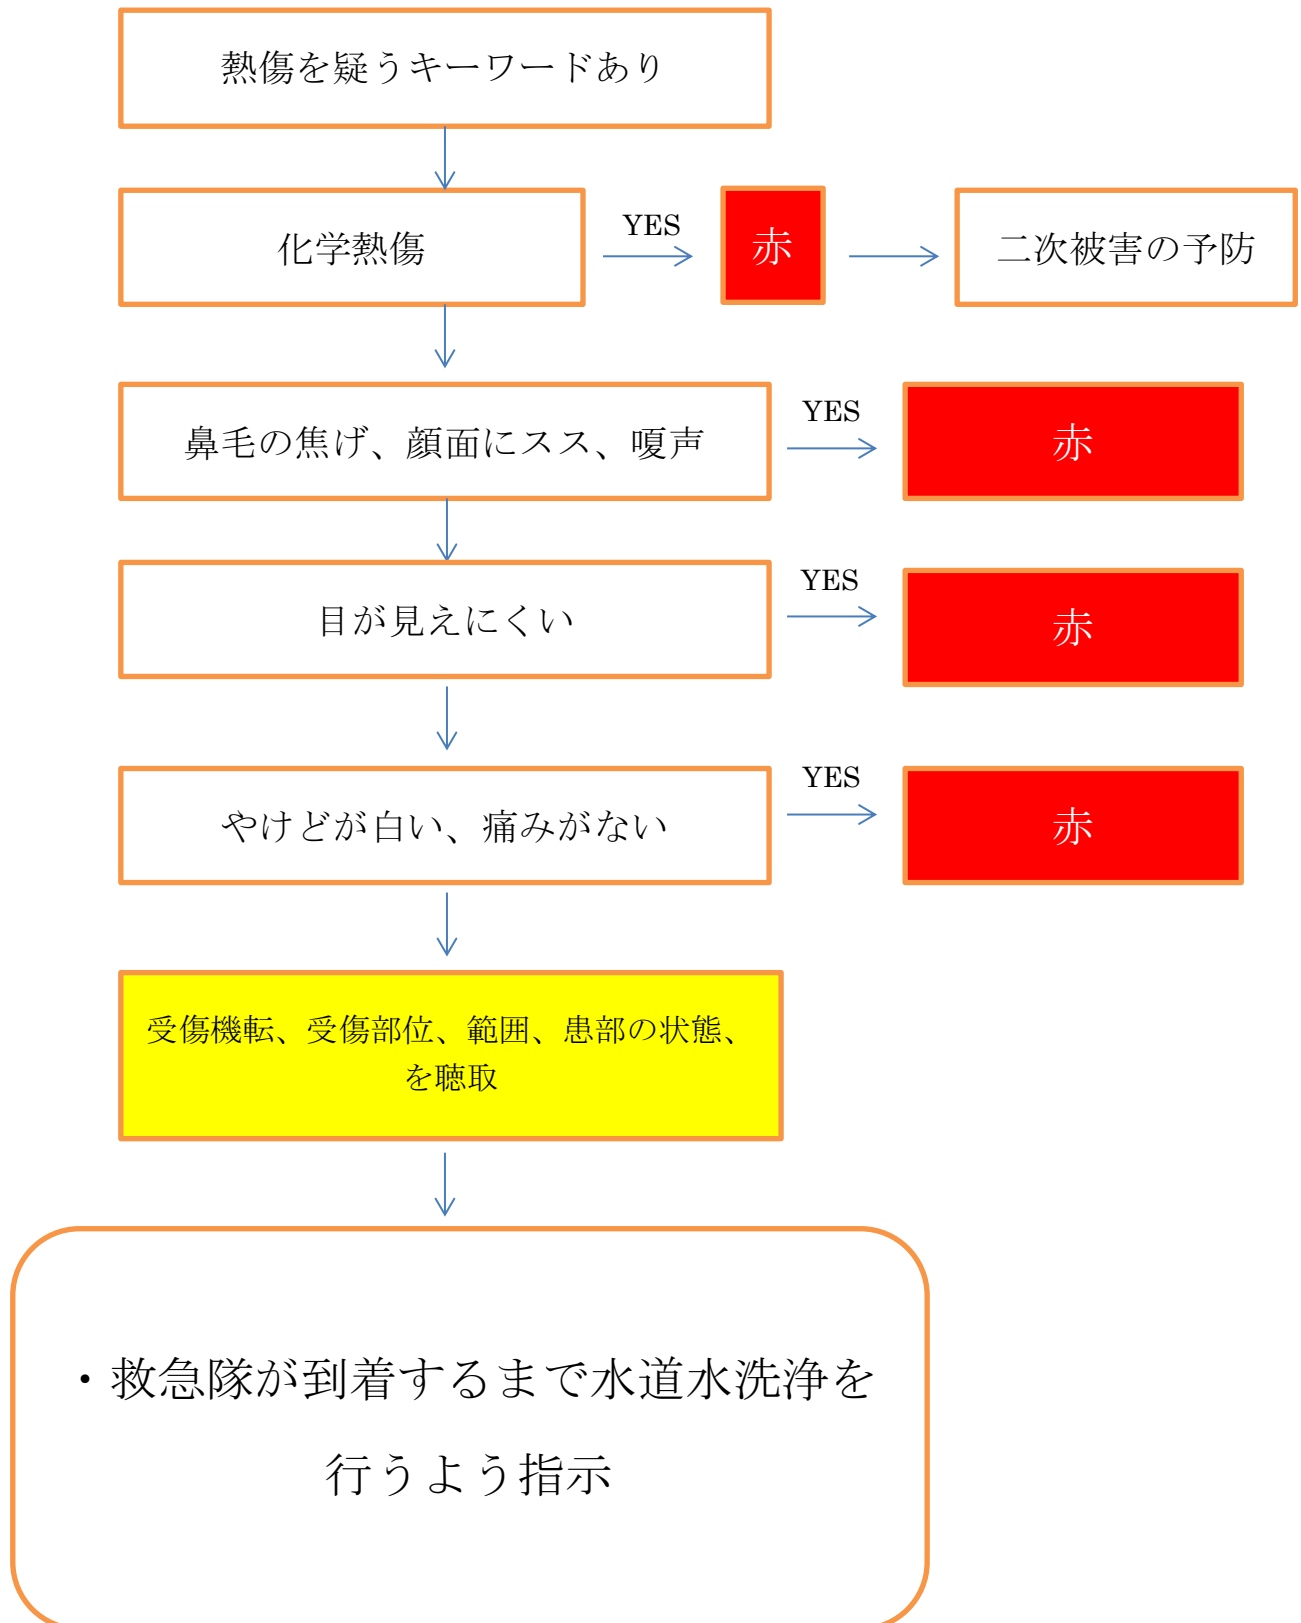 熱傷を疑うキーワードあり
化学熱傷
YES
赤
二次被害の予防
鼻毛の焦げ、顔面にスス、嗄声
YES
赤
目が見えにくい
YES
赤
やけどが白い、痛みがない
YES
赤
受傷機転、受傷部位、範囲、患部の状態、
を聴取
・救急隊が到着するまで水道水洗浄を
行うよう指示